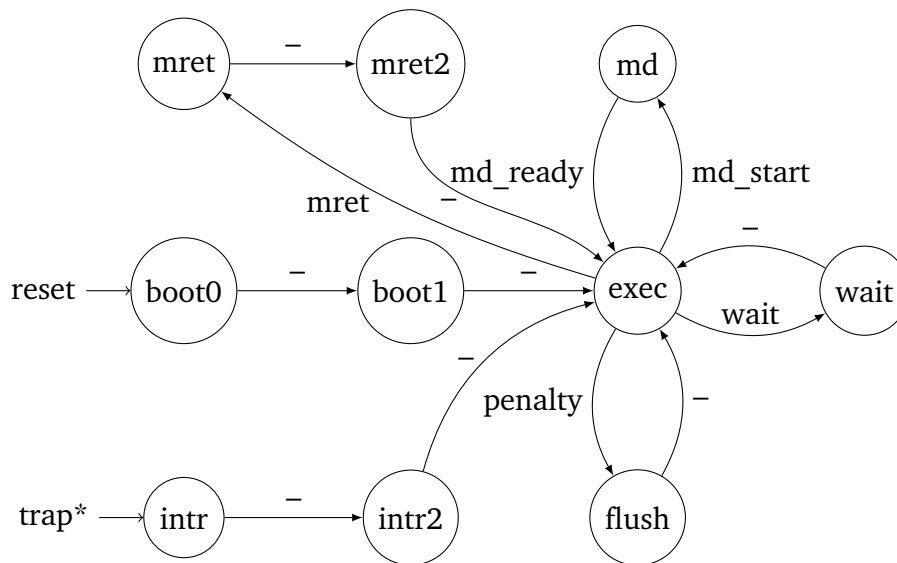 mret
–
mret2
md
md_ready
md_start
mret
–
–
reset
boot0
–
boot1
–
exec
wait
wait
–
penalty
–
trap*
intr
–
intr2
flush